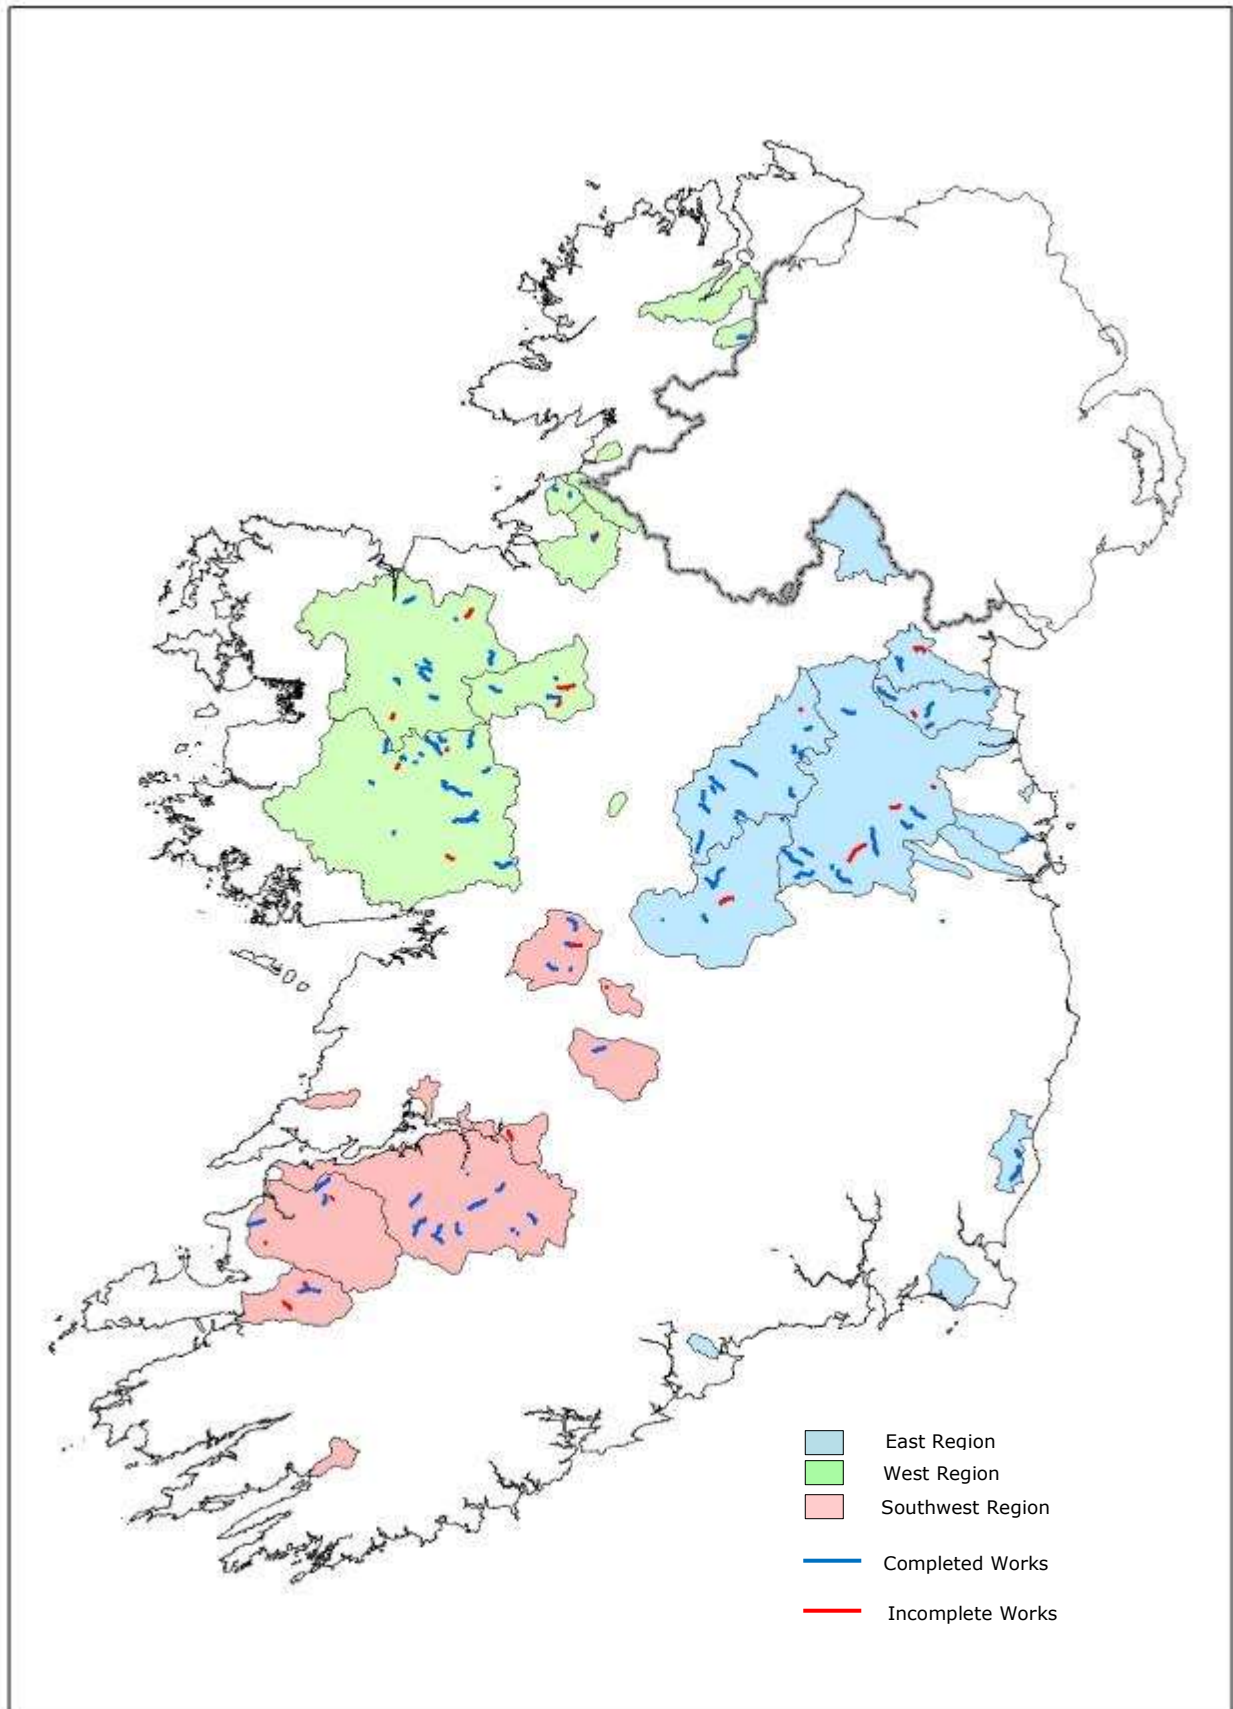 East Region
West Region
Southwest Region
Completed Works
Incomplete Works